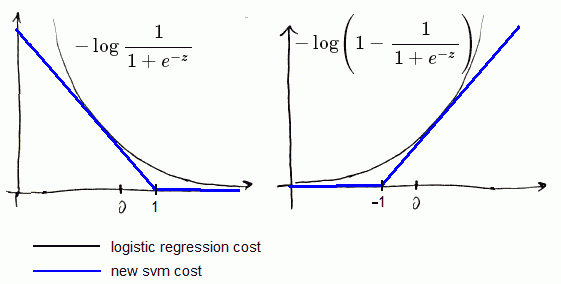 -log 1/(1 + e^{-z})
-log(1 - 1/(1 + e^{-z}))
0 1
-1 0
logistic regression cost
new svm cost